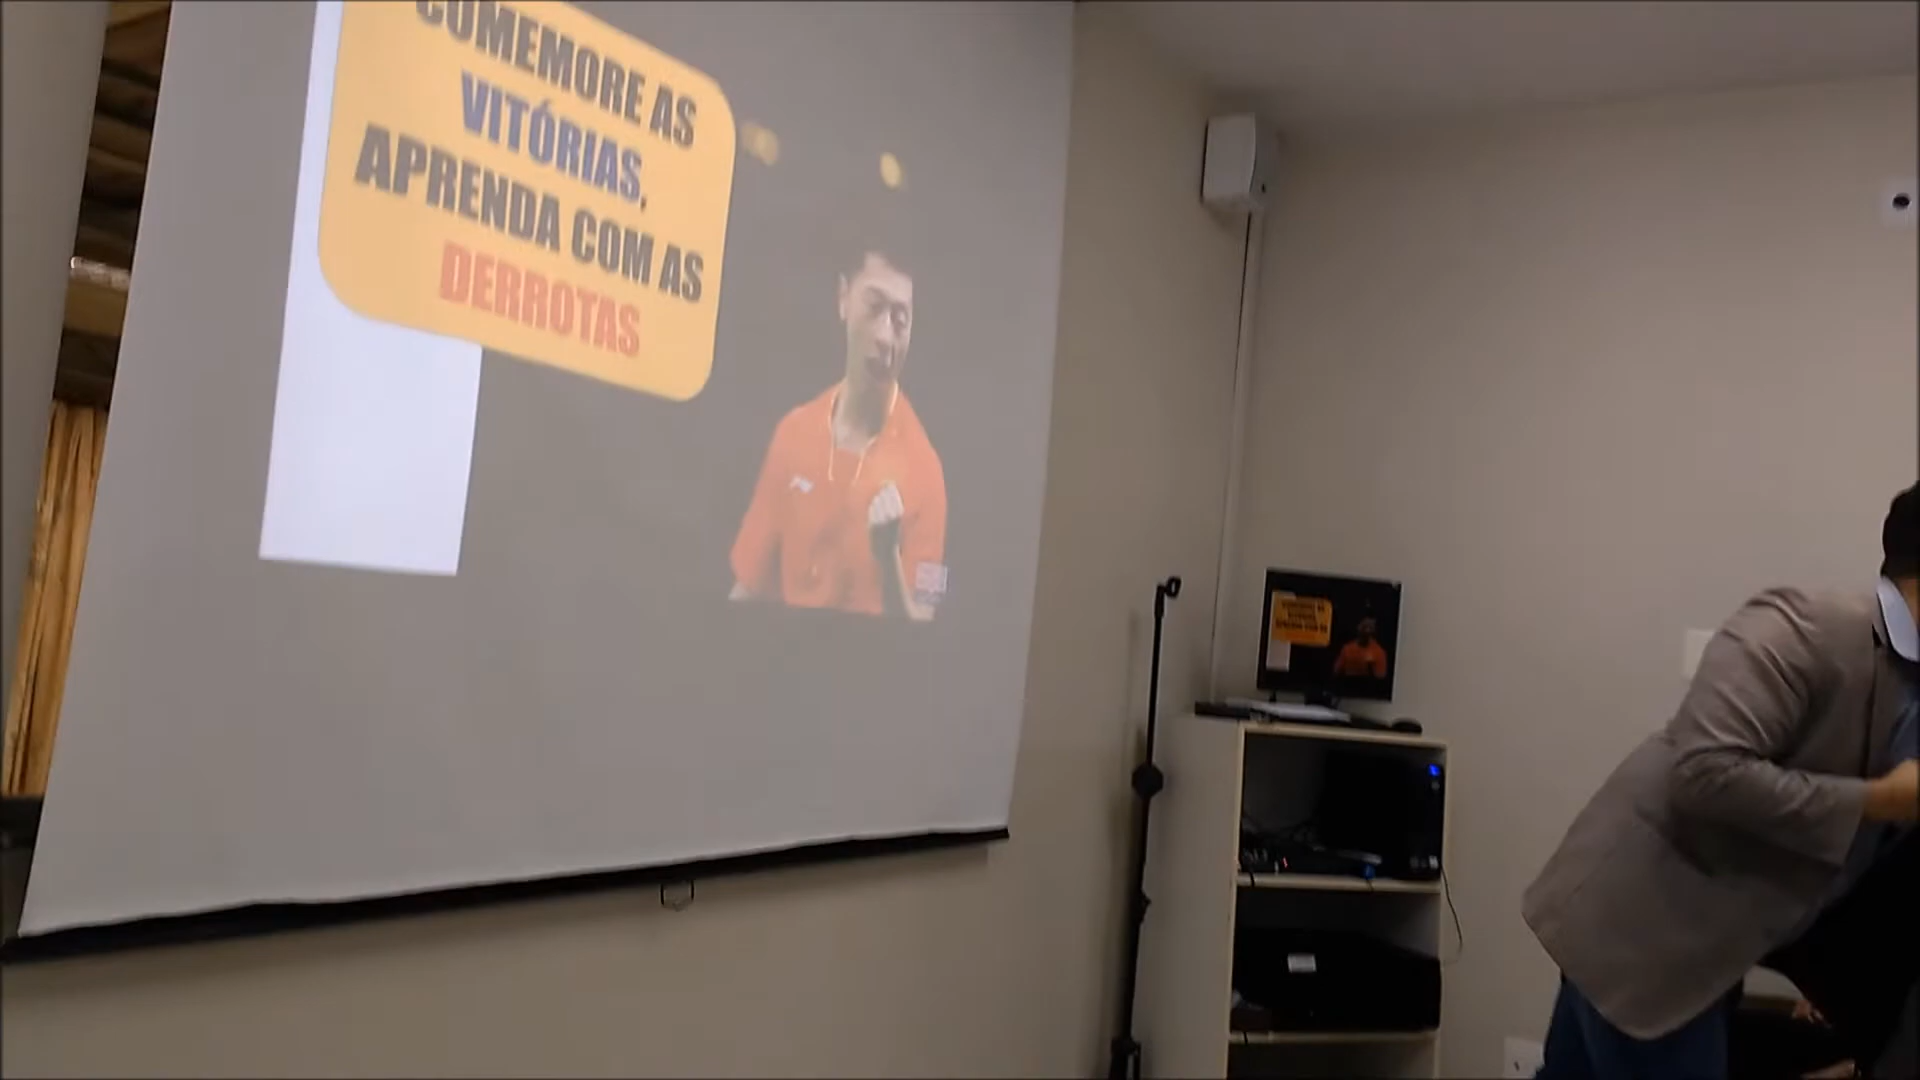 COMEMORE AS
VITÓRIAS,
APRENDA COM AS
DERROTAS